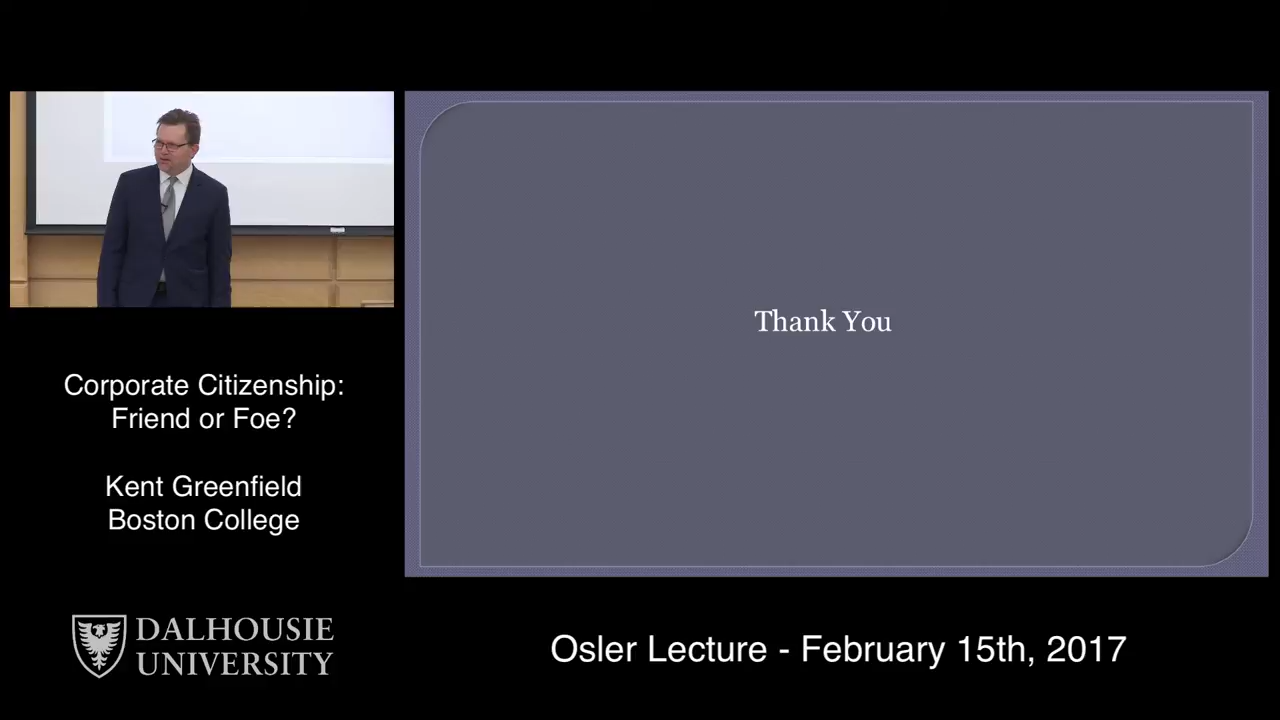 Corporate Citizenship:
Friend or Foe?
Kent Greenfield
Boston College
DALHOUSIE
UNIVERSITY
Thank You
Osler Lecture - February 15th, 2017